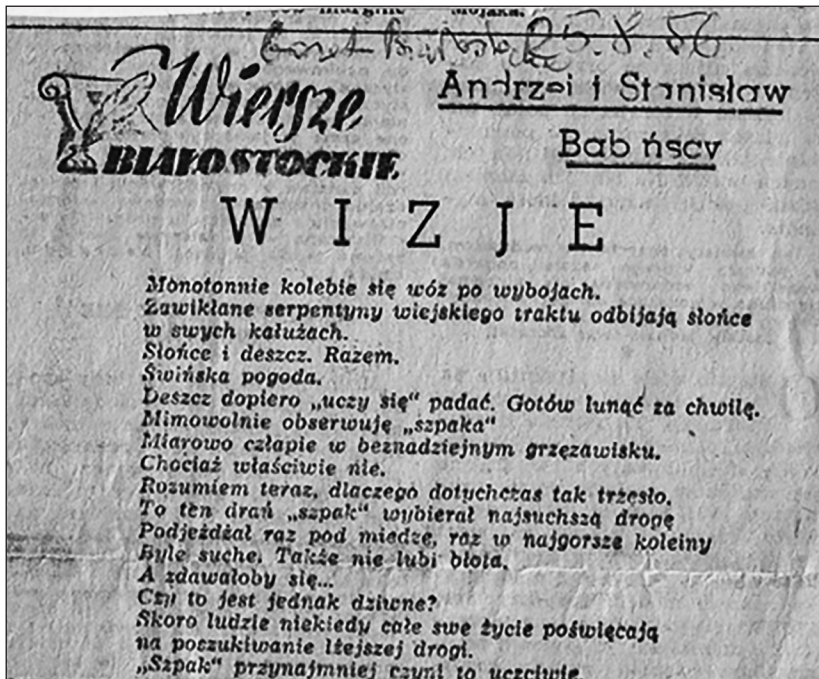 Wiersze
BIAŁOSTOCKIE
Andrzej i Stanisław
Bab ńscy
WIZJE
Monotonnie kolebie się wóz po wybojach.
Zawikłane serpentyny wiejskiego traktu odbijają słońce
w swych kałużach.
Słońce i deszcz. Razem.
Świńska pogoda.
Deszcz dopiero „uczy się" padać. Gotów lunąć za chwilę.
Mimowolnie obserwuję „szpaka"
Miarowo człapie w beznadziejnym grzęzawisku.
Chociaż właściwie nie.
Rozumiem teraz, dlaczego dotychczas tak trzęsło.
To ten drań „szpak" wybierał najsuchszą drogę
Podjeżdżał raz pod miedzę, raz w najgorsze koleiny
Byle suche. Także nie lubi błota.
A zdawałoby się...
Czy to jest jednak dziwne?
Skoro ludzie niekiedy całe swe życie poświęcają
na poszukiwanie lżejszej drogi.
„Szpak" przynajmniej czyni to uczciwie.